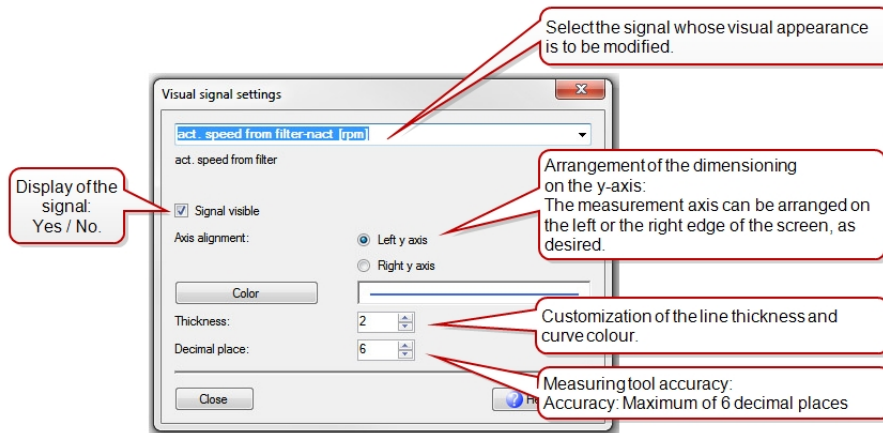 Select the signal whose visual appearance
is to be modified.
Visual signal settings
act. speed from filter-nact [rpm]
act. speed from filter
Display of the
signal:
Yes / No.
Signal visible
Arrangement of the dimensioning
on the y-axis:
The measurement axis can be arranged on
the left or the right edge of the screen, as
desired.
Axis alignment:
Left y axis
Right y axis
Color
Thickness:
2
Customization of the line thickness and
curve colour.
Decimal place:
6
Measuring tool accuracy:
Accuracy: Maximum of 6 decimal places
Close